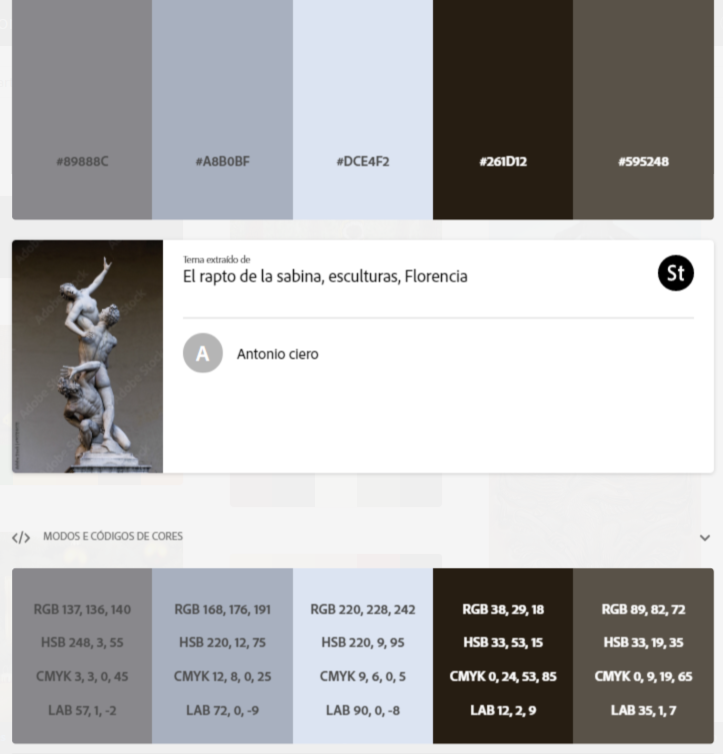 #89888C #A8B0BF #DCE4F2 #261D12 #595248
Tema extraído de
El rapto de la sabina, esculturas, Florencia
St
A Antonio ciero
Adobe Stock
</> MODOS E CÓDIGOS DE CORES
RGB 137, 136, 140 RGB 168, 176, 191 RGB 220, 228, 242 RGB 38, 29, 18 RGB 89, 82, 72
HSB 248, 3, 55 HSB 220, 12, 75 HSB 220, 9, 95 HSB 33, 53, 15 HSB 33, 19, 35
CMYK 3, 3, 0, 45 CMYK 12, 8, 0, 25 CMYK 9, 6, 0, 5 CMYK 0, 24, 53, 85 CMYK 0, 9, 19, 65
LAB 57, 1, -2 LAB 72, 0, -9 LAB 90, 0, -8 LAB 12, 2, 9 LAB 35, 1, 7